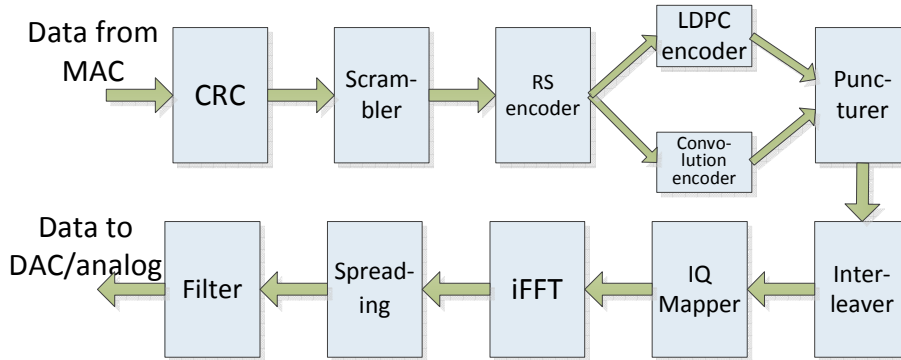 Data from
MAC
CRC
Scram-
bler
RS
encoder
LDPC
encoder
Convo-
lution
encoder
Punc-
turer
Inter-
leaver
IQ
Mapper
iFFT
Spread-
ing
Filter
Data to
DAC/analog